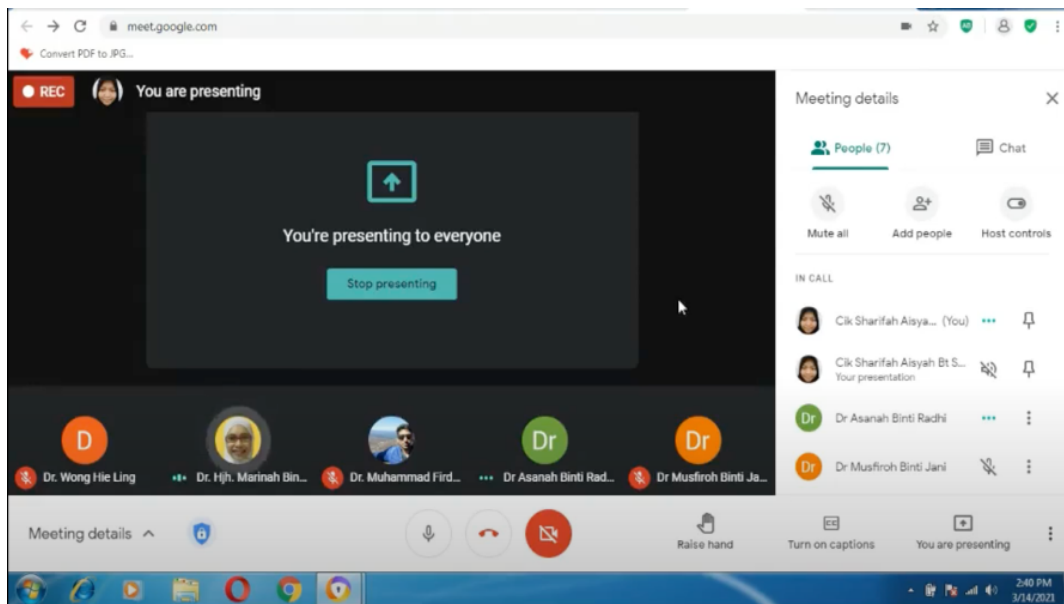 meet.google.com
Convert PDF to JPG...
REC
You are presenting
You're presenting to everyone
Stop presenting
D
Dr
Dr
Dr. Wong Hie Ling
Dr. Hjh. Marinah Bin...
Dr. Muhammad Fird...
Dr Asanah Binti Rad...
Dr Musfiroh Binti Ja...
Meeting details
People (7)
Chat
Mute all
Add people
Host controls
IN CALL
Cik Sharifah Aisya... (You)
Cik Sharifah Aisyah Bt S...
Your presentation
Dr
Dr Asanah Binti Radhi
Dr
Dr Musfiroh Binti Jani
Meeting details
Raise hand
CC
Turn on captions
You are presenting
2:40 PM
3/14/2021